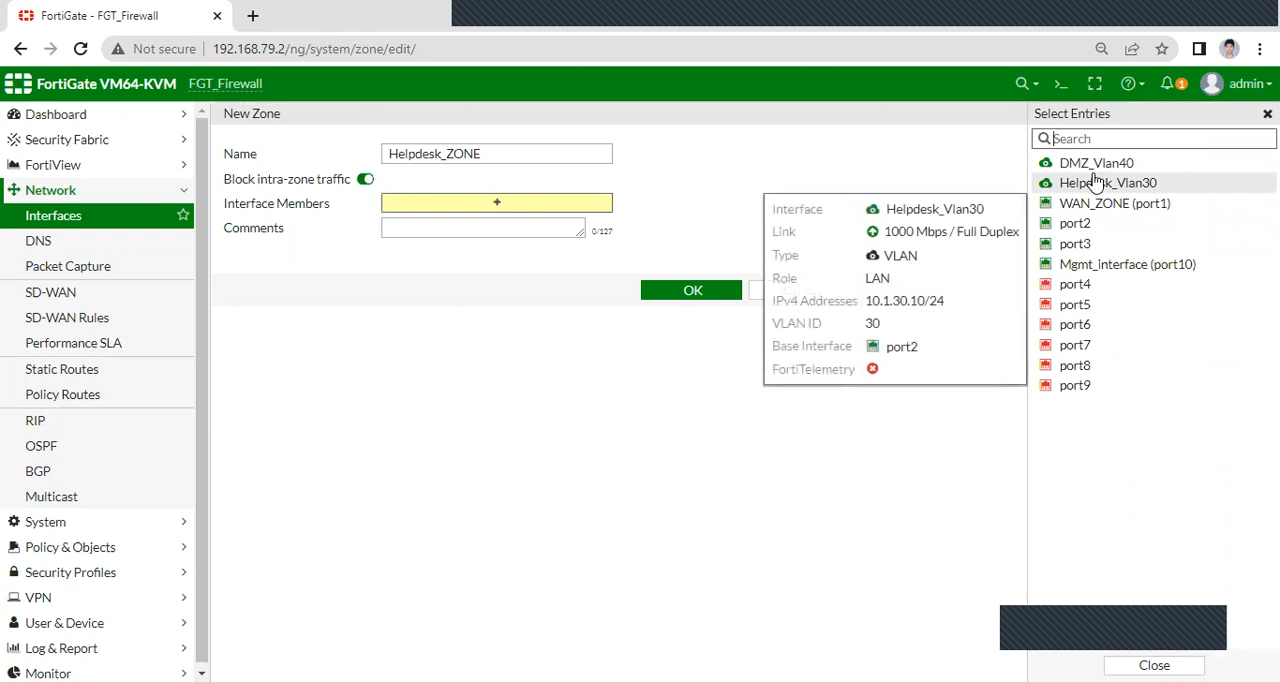 FortiGate - FGT_Firewall
Not secure 192.168.79.2/ng/system/zone/edit/
FortiGate VM64-KVM FGT_Firewall
1 admin
Dashboard
Security Fabric
FortiView
Network
Interfaces
DNS
Packet Capture
SD-WAN
SD-WAN Rules
Performance SLA
Static Routes
Policy Routes
RIP
OSPF
BGP
Multicast
System
Policy & Objects
Security Profiles
VPN
User & Device
Log & Report
Monitor
New Zone
Name Helpdesk_ZONE
Block intra-zone traffic
Interface Members +
Comments 0/127
OK
Interface Helpdesk_Vlan30
Link 1000 Mbps / Full Duplex
Type VLAN
Role LAN
IPv4 Addresses 10.1.30.10/24
VLAN ID 30
Base Interface port2
FortiTelemetry
Select Entries
Search
DMZ_Vlan40
Helpdesk_Vlan30
WAN_ZONE (port1)
port2
port3
Mgmt_interface (port10)
port4
port5
port6
port7
port8
port9
Close